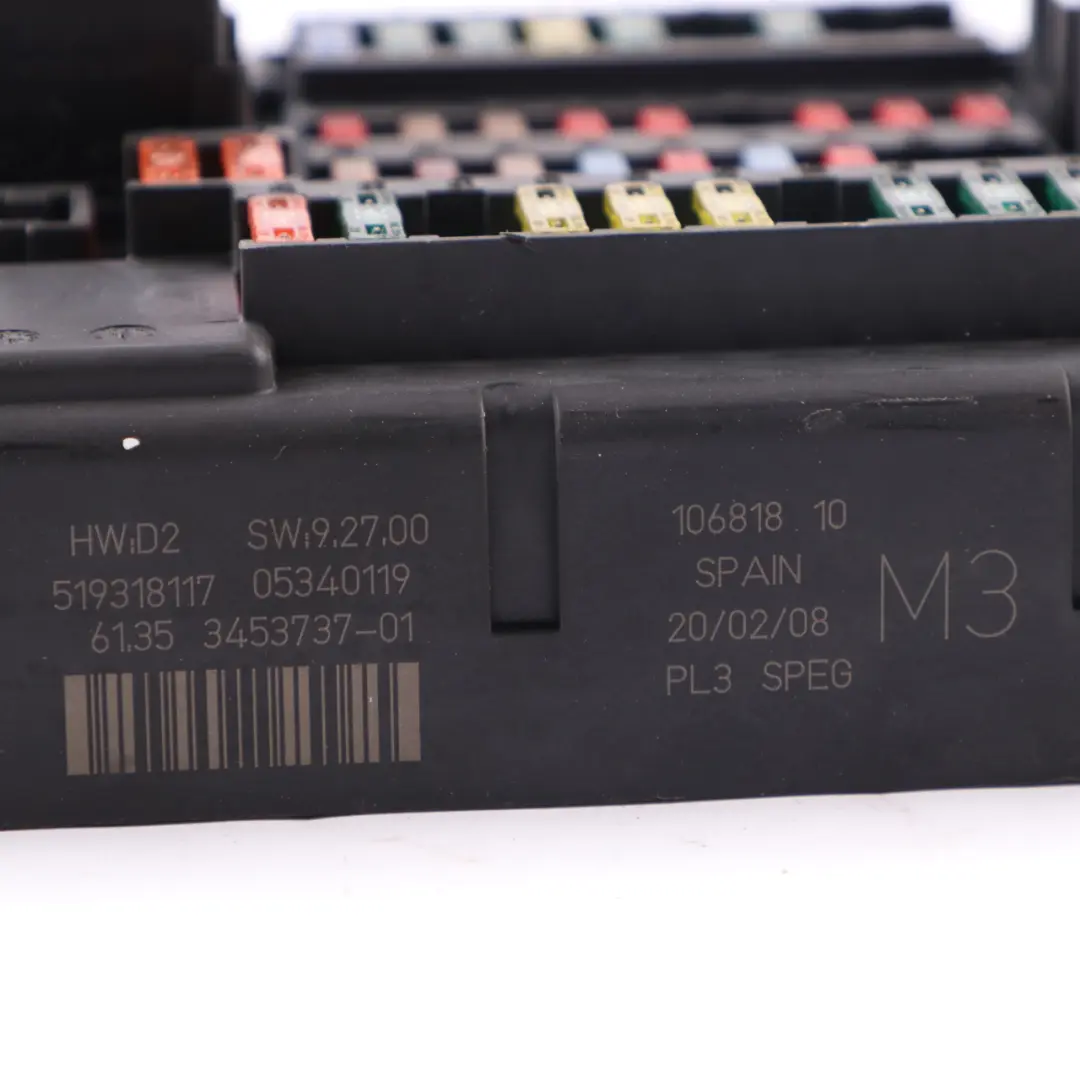 HW:D2 SW:9.27.00
519318117 05340119
61.35 3453737-01
106818 10
SPAIN
20/02/08
PL3 SPEG
M3